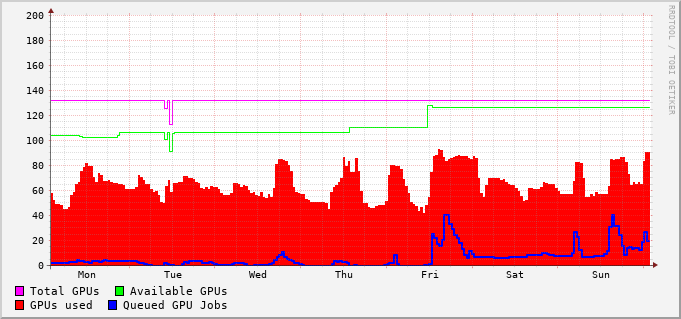 200
180
160
140
120
100
80
60
40
20
0
Mon Tue Wed Thu Fri Sat Sun
Total GPUs Available GPUs
GPUs used Queued GPU Jobs
RRDTOOL / TOBI OETIKER